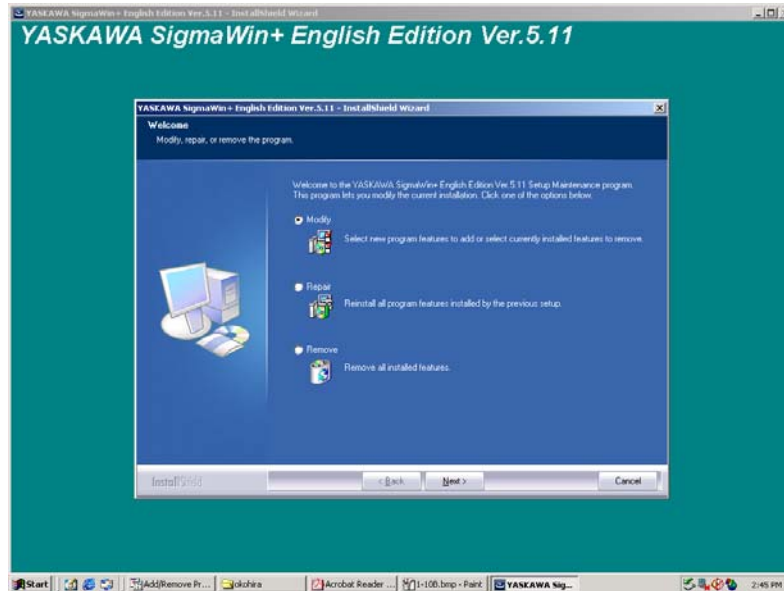 YASKAWA SigmaWin+ English Edition Ver.5.11 - InstallShield Wizard
YASKAWA SigmaWin+ English Edition Ver.5.11
YASKAWA SigmaWin+ English Edition Ver.5.11 - InstallShield Wizard
Welcome
Modify, repair, or remove the program.
Welcome to the YASKAWA SigmaWin+ English Edition Ver.5.11 Setup Maintenance program.
This program lets you modify the current installation. Click one of the options below.
Modify
Select new program features to add or select currently installed features to remove.
Repair
Reinstall all program features installed by the previous setup.
Remove
Remove all installed features.
InstallShield
< Back
Next >
Cancel
Start
Add/Remove Pr...
okohira
Acrobat Reader ...
1-108.bmp - Paint
YASKAWA Sig...
2:45 PM